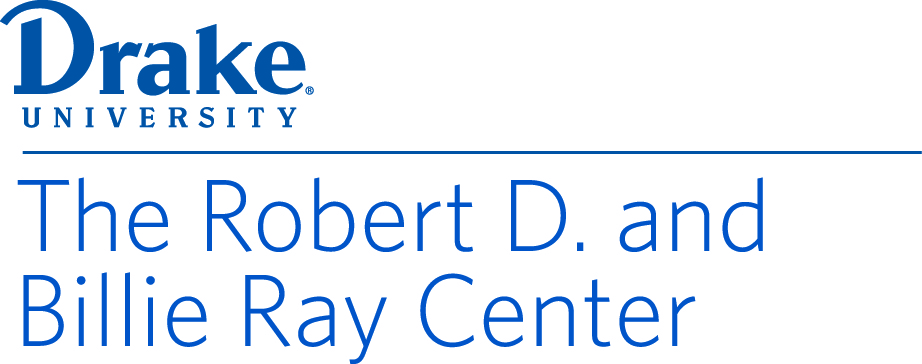 Drake®
UNIVERSITY
The Robert D. and
Billie Ray Center